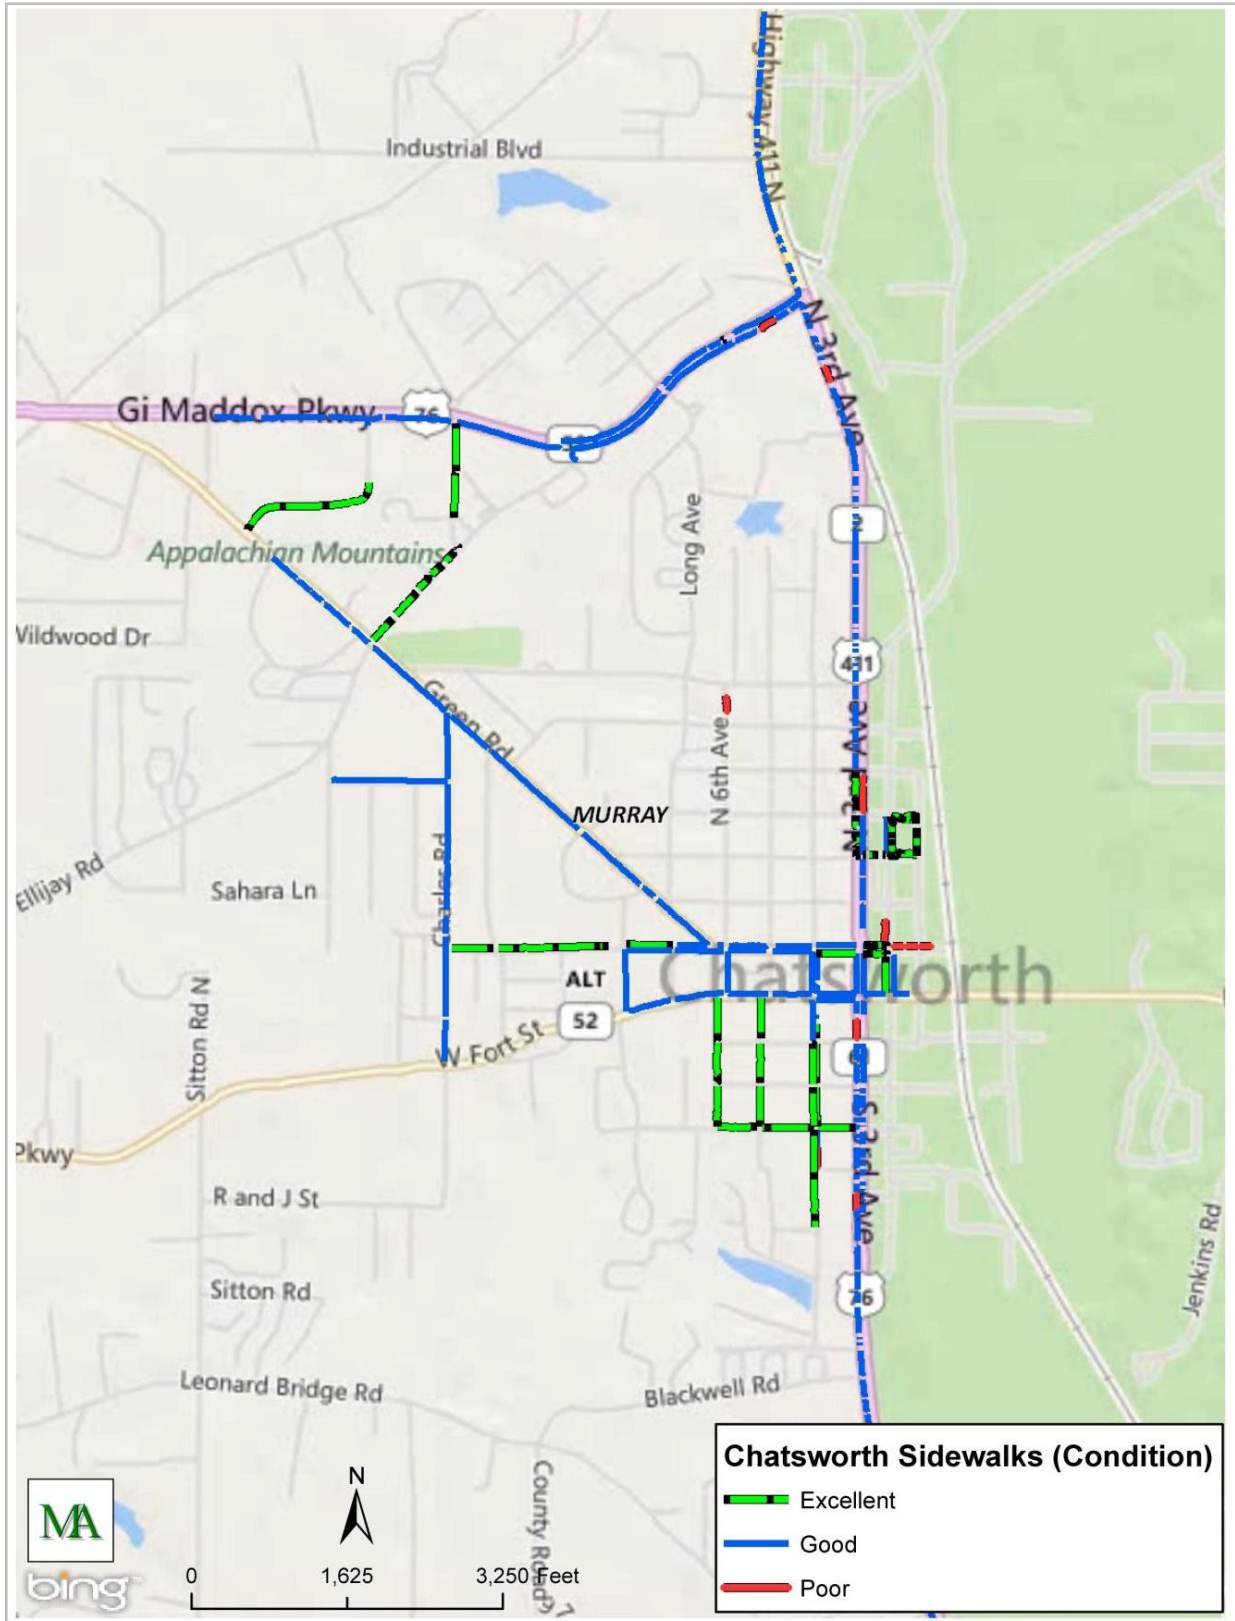 Highway 411 N
Industrial Blvd
N 3rd Ave
Gi Maddox Pkwy
76
2
Long Ave
Appalachian Mountains
Wildwood Dr
411
Green Rd
N 6th Ave
MURRAY
Ellijay Rd
Sahara Ln
Charles Rd
Chatsworth
ALT
52
W Fort St
Sitton Rd N
S 3rd Ave
Pkwy
R and J St
Jenkins Rd
Sitton Rd
76
Leonard Bridge Rd
Blackwell Rd
Chatsworth Sidewalks (Condition)
Excellent
Good
Poor
County Road
N
MA
bing
0 1,625 3,250 Feet